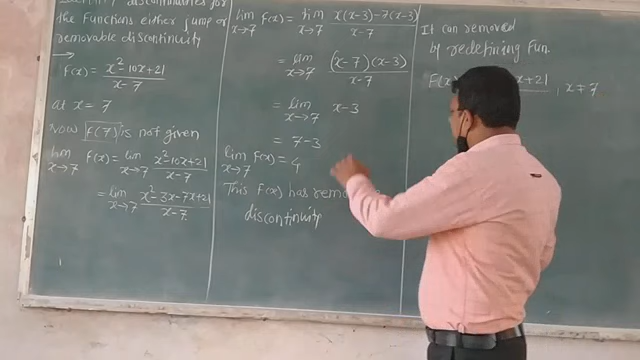 Identify discontinuities for
the Functions either jump or
removable discontinuity
→ F(x) = x²-10x+21 / x-7
at x = 7
Now F(7) is not given
lim x→7 F(x) = lim x→7 x²-10x+21 / x-7
= lim x→7 x²-3x-7x+21 / x-7
lim x→7 F(x) = lim x→7 x(x-3)-7(x-3) / x-7
= lim x→7 (x-7)(x-3) / x-7
= lim x→7 x-3
= 7-3
lim x→7 F(x) = 4
This F(x) has
discontinuity
It can removed
by redefining Fun.
x+21 , x≠7